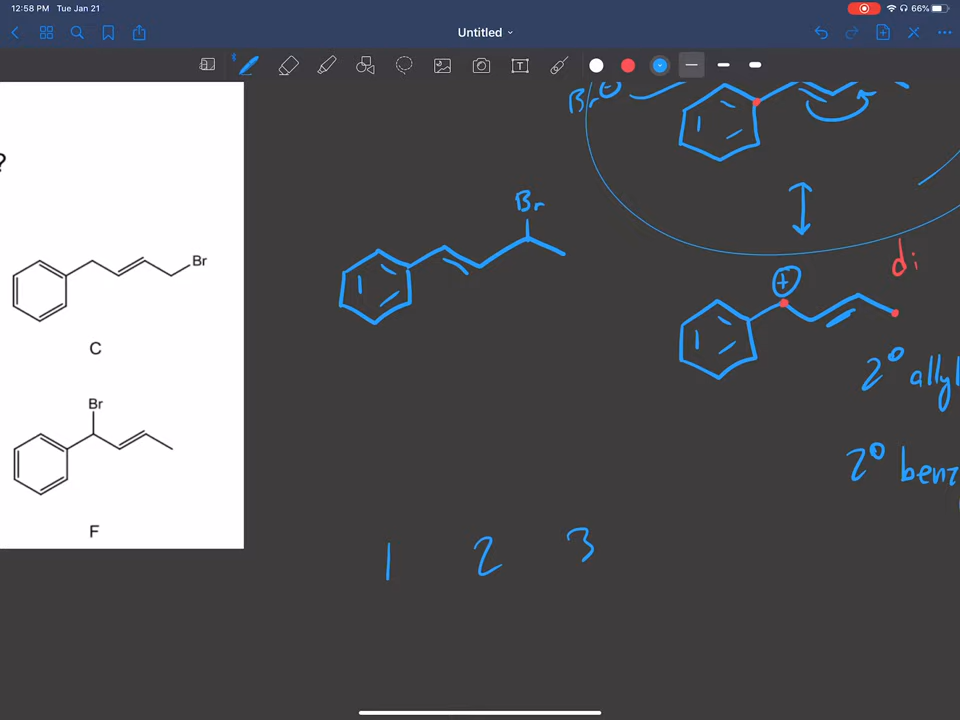 12:58 PM Tue Jan 21
66%
Untitled
T
?
Br
C
Br
F
Br
Br⊖
⊕
di
2° allyl
2° benz
1 2 3